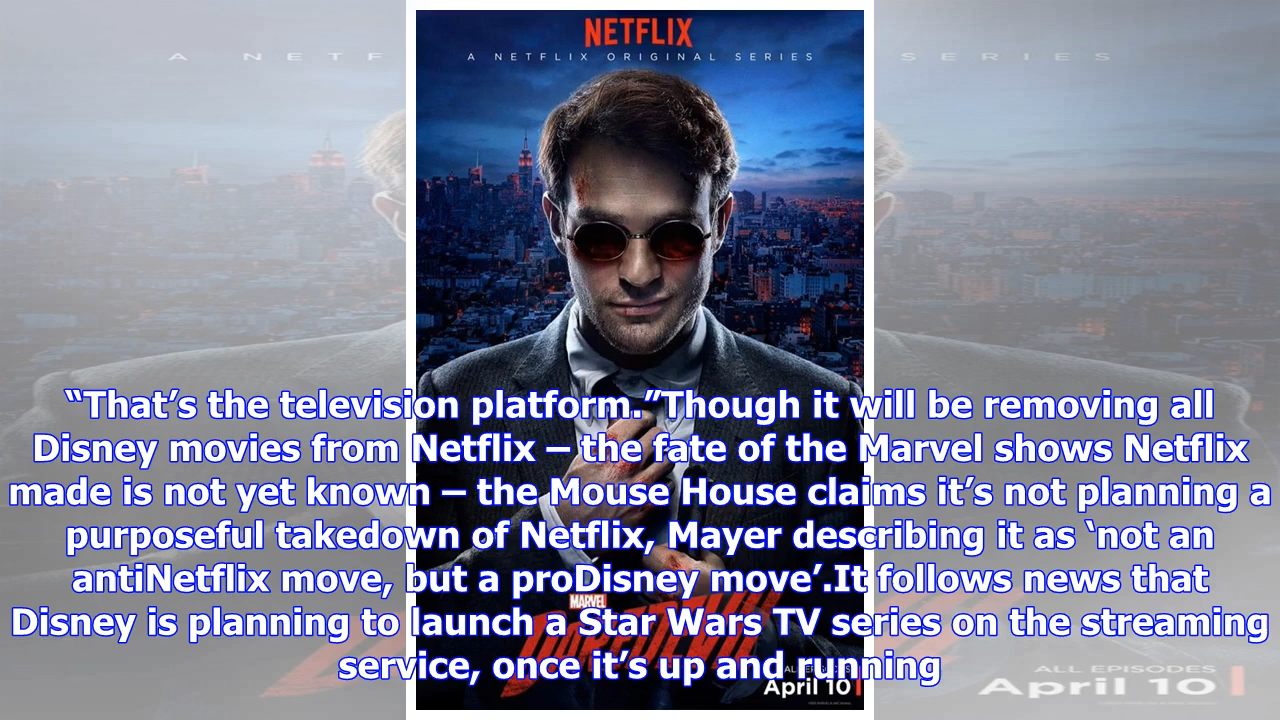 NETFLIX
A NETFLIX ORIGINAL SERIES
A NETF
SERIES
“That’s the television platform.”Though it will be removing all
Disney movies from Netflix – the fate of the Marvel shows Netflix
made is not yet known – the Mouse House claims it’s not planning a
purposeful takedown of Netflix, Mayer describing it as ‘not an
antiNetflix move, but a proDisney move’.It follows news that
Disney is planning to launch a Star Wars TV series on the streaming
service, once it’s up and running
MARVEL
DAREDEVIL
April 10
ALL EPISODES
April 10